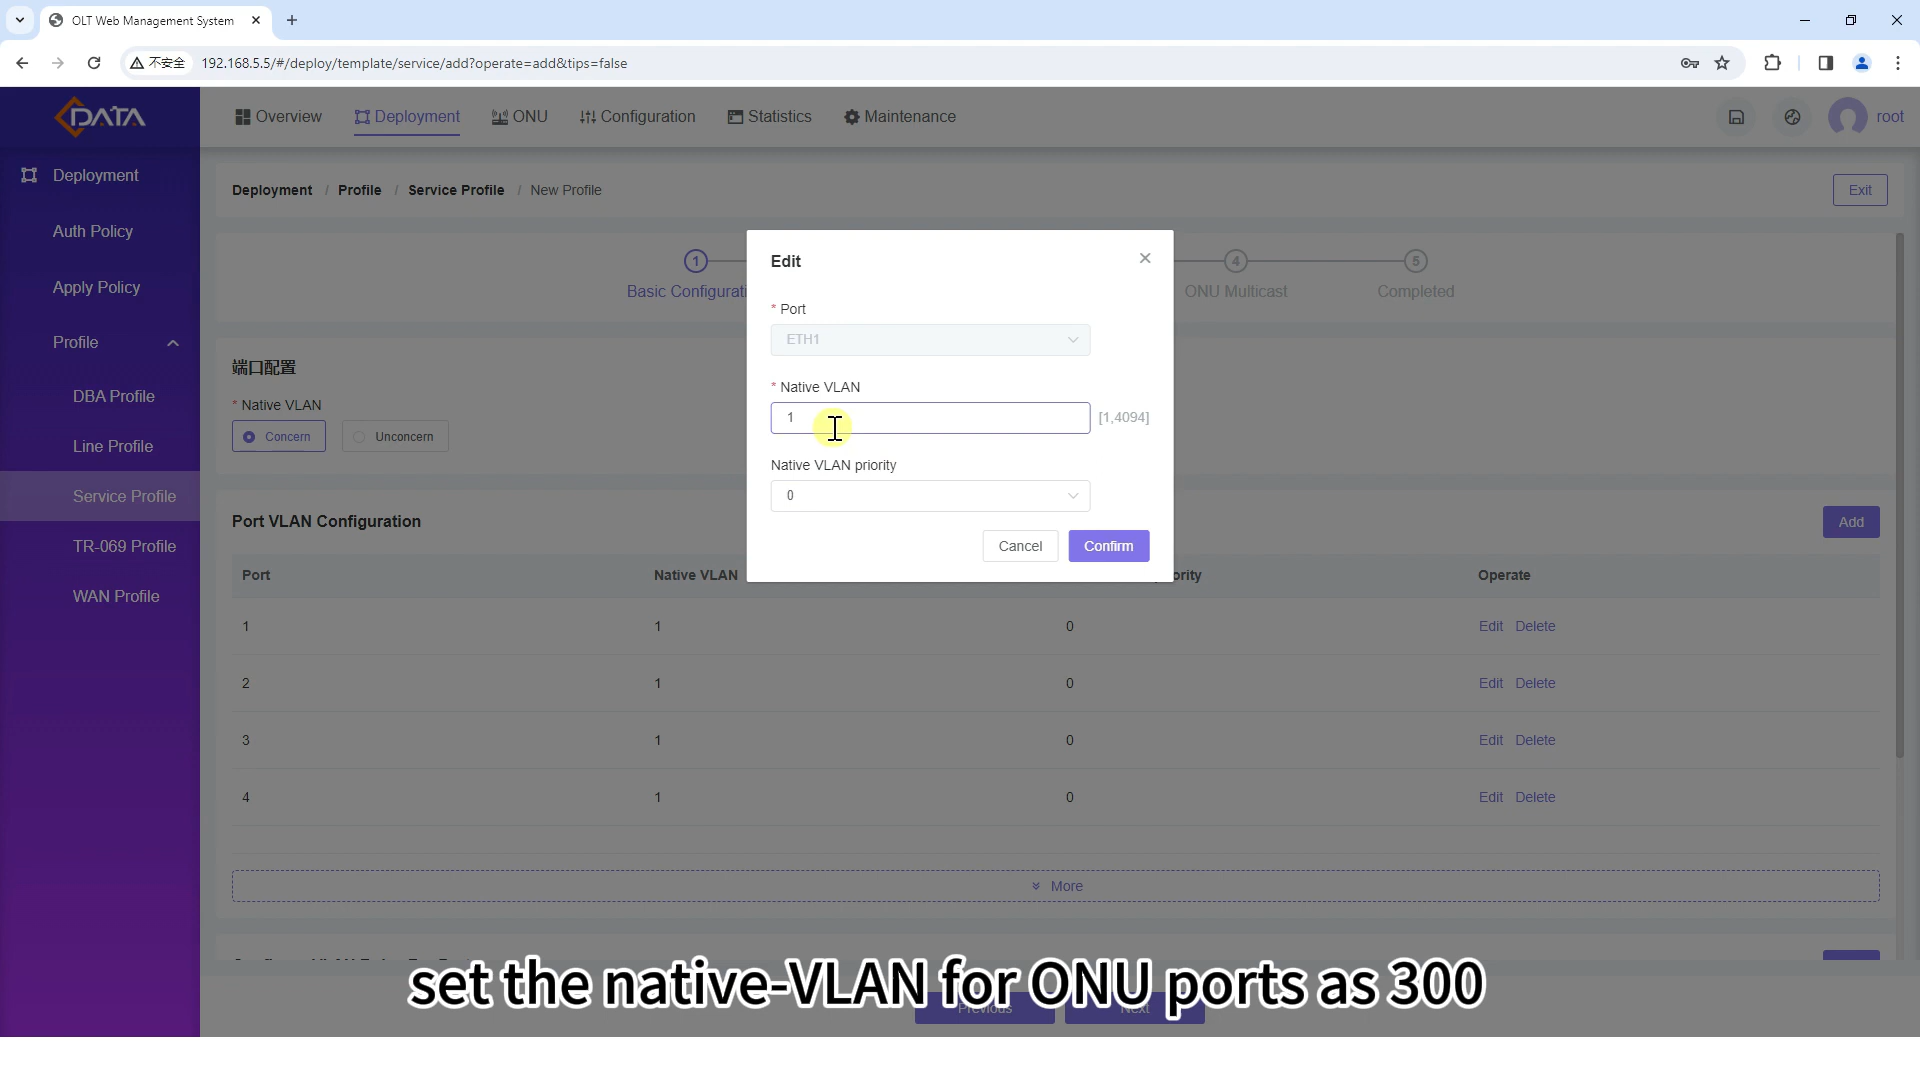 OLT Web Management System
不安全
192.168.5.5/#/deploy/template/service/add?operate=add&tips=false
DATA
Overview
Deployment
ONU
Configuration
Statistics
Maintenance
root
Deployment
Auth Policy
Apply Policy
Profile
DBA Profile
Line Profile
Service Profile
TR-069 Profile
WAN Profile
Deployment / Profile / Service Profile / New Profile
Exit
1
Basic Configurati
4
ONU Multicast
5
Completed
端口配置
* Native VLAN
Concern
Unconcern
Edit
* Port
ETH1
* Native VLAN
1
[1,4094]
Native VLAN priority
0
Cancel
Confirm
Port VLAN Configuration
Add
Port Native VLAN ority Operate
1 1 0 Edit Delete
2 1 0 Edit Delete
3 1 0 Edit Delete
4 1 0 Edit Delete
More
Previous
Next
set the native-VLAN for ONU ports as 300